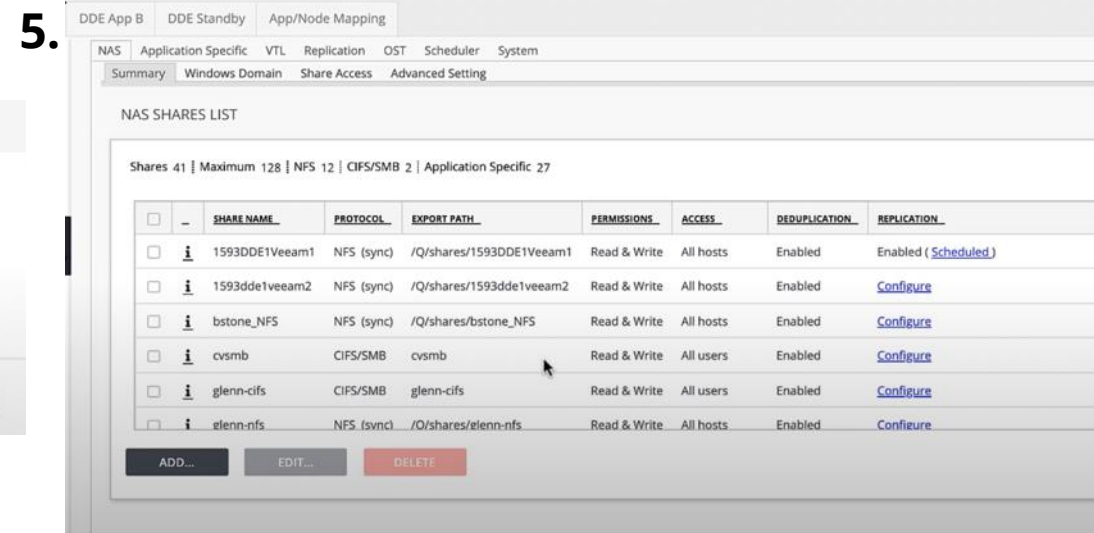 5.
DDE App B DDE Standby App/Node Mapping
NAS Application Specific VTL Replication OST Scheduler System
Summary Windows Domain Share Access Advanced Setting
NAS SHARES LIST
Shares 41 | Maximum 128 | NFS 12 | CIFS/SMB 2 | Application Specific 27
_ SHARE NAME PROTOCOL EXPORT PATH PERMISSIONS ACCESS DEDUPLICATION REPLICATION
i 1593DDE1Veeam1 NFS (sync) /Q/shares/1593DDE1Veeam1 Read & Write All hosts Enabled Enabled ( Scheduled )
i 1593dde1veeam2 NFS (sync) /Q/shares/1593dde1veeam2 Read & Write All hosts Enabled Configure
i bstone_NFS NFS (sync) /Q/shares/bstone_NFS Read & Write All hosts Enabled Configure
i cvsmb CIFS/SMB cvsmb Read & Write All users Enabled Configure
i glenn-cifs CIFS/SMB glenn-cifs Read & Write All users Enabled Configure
i glenn-nfs NFS (sync) /Q/shares/glenn-nfs Read & Write All hosts Enabled Configure
ADD... EDIT... DELETE